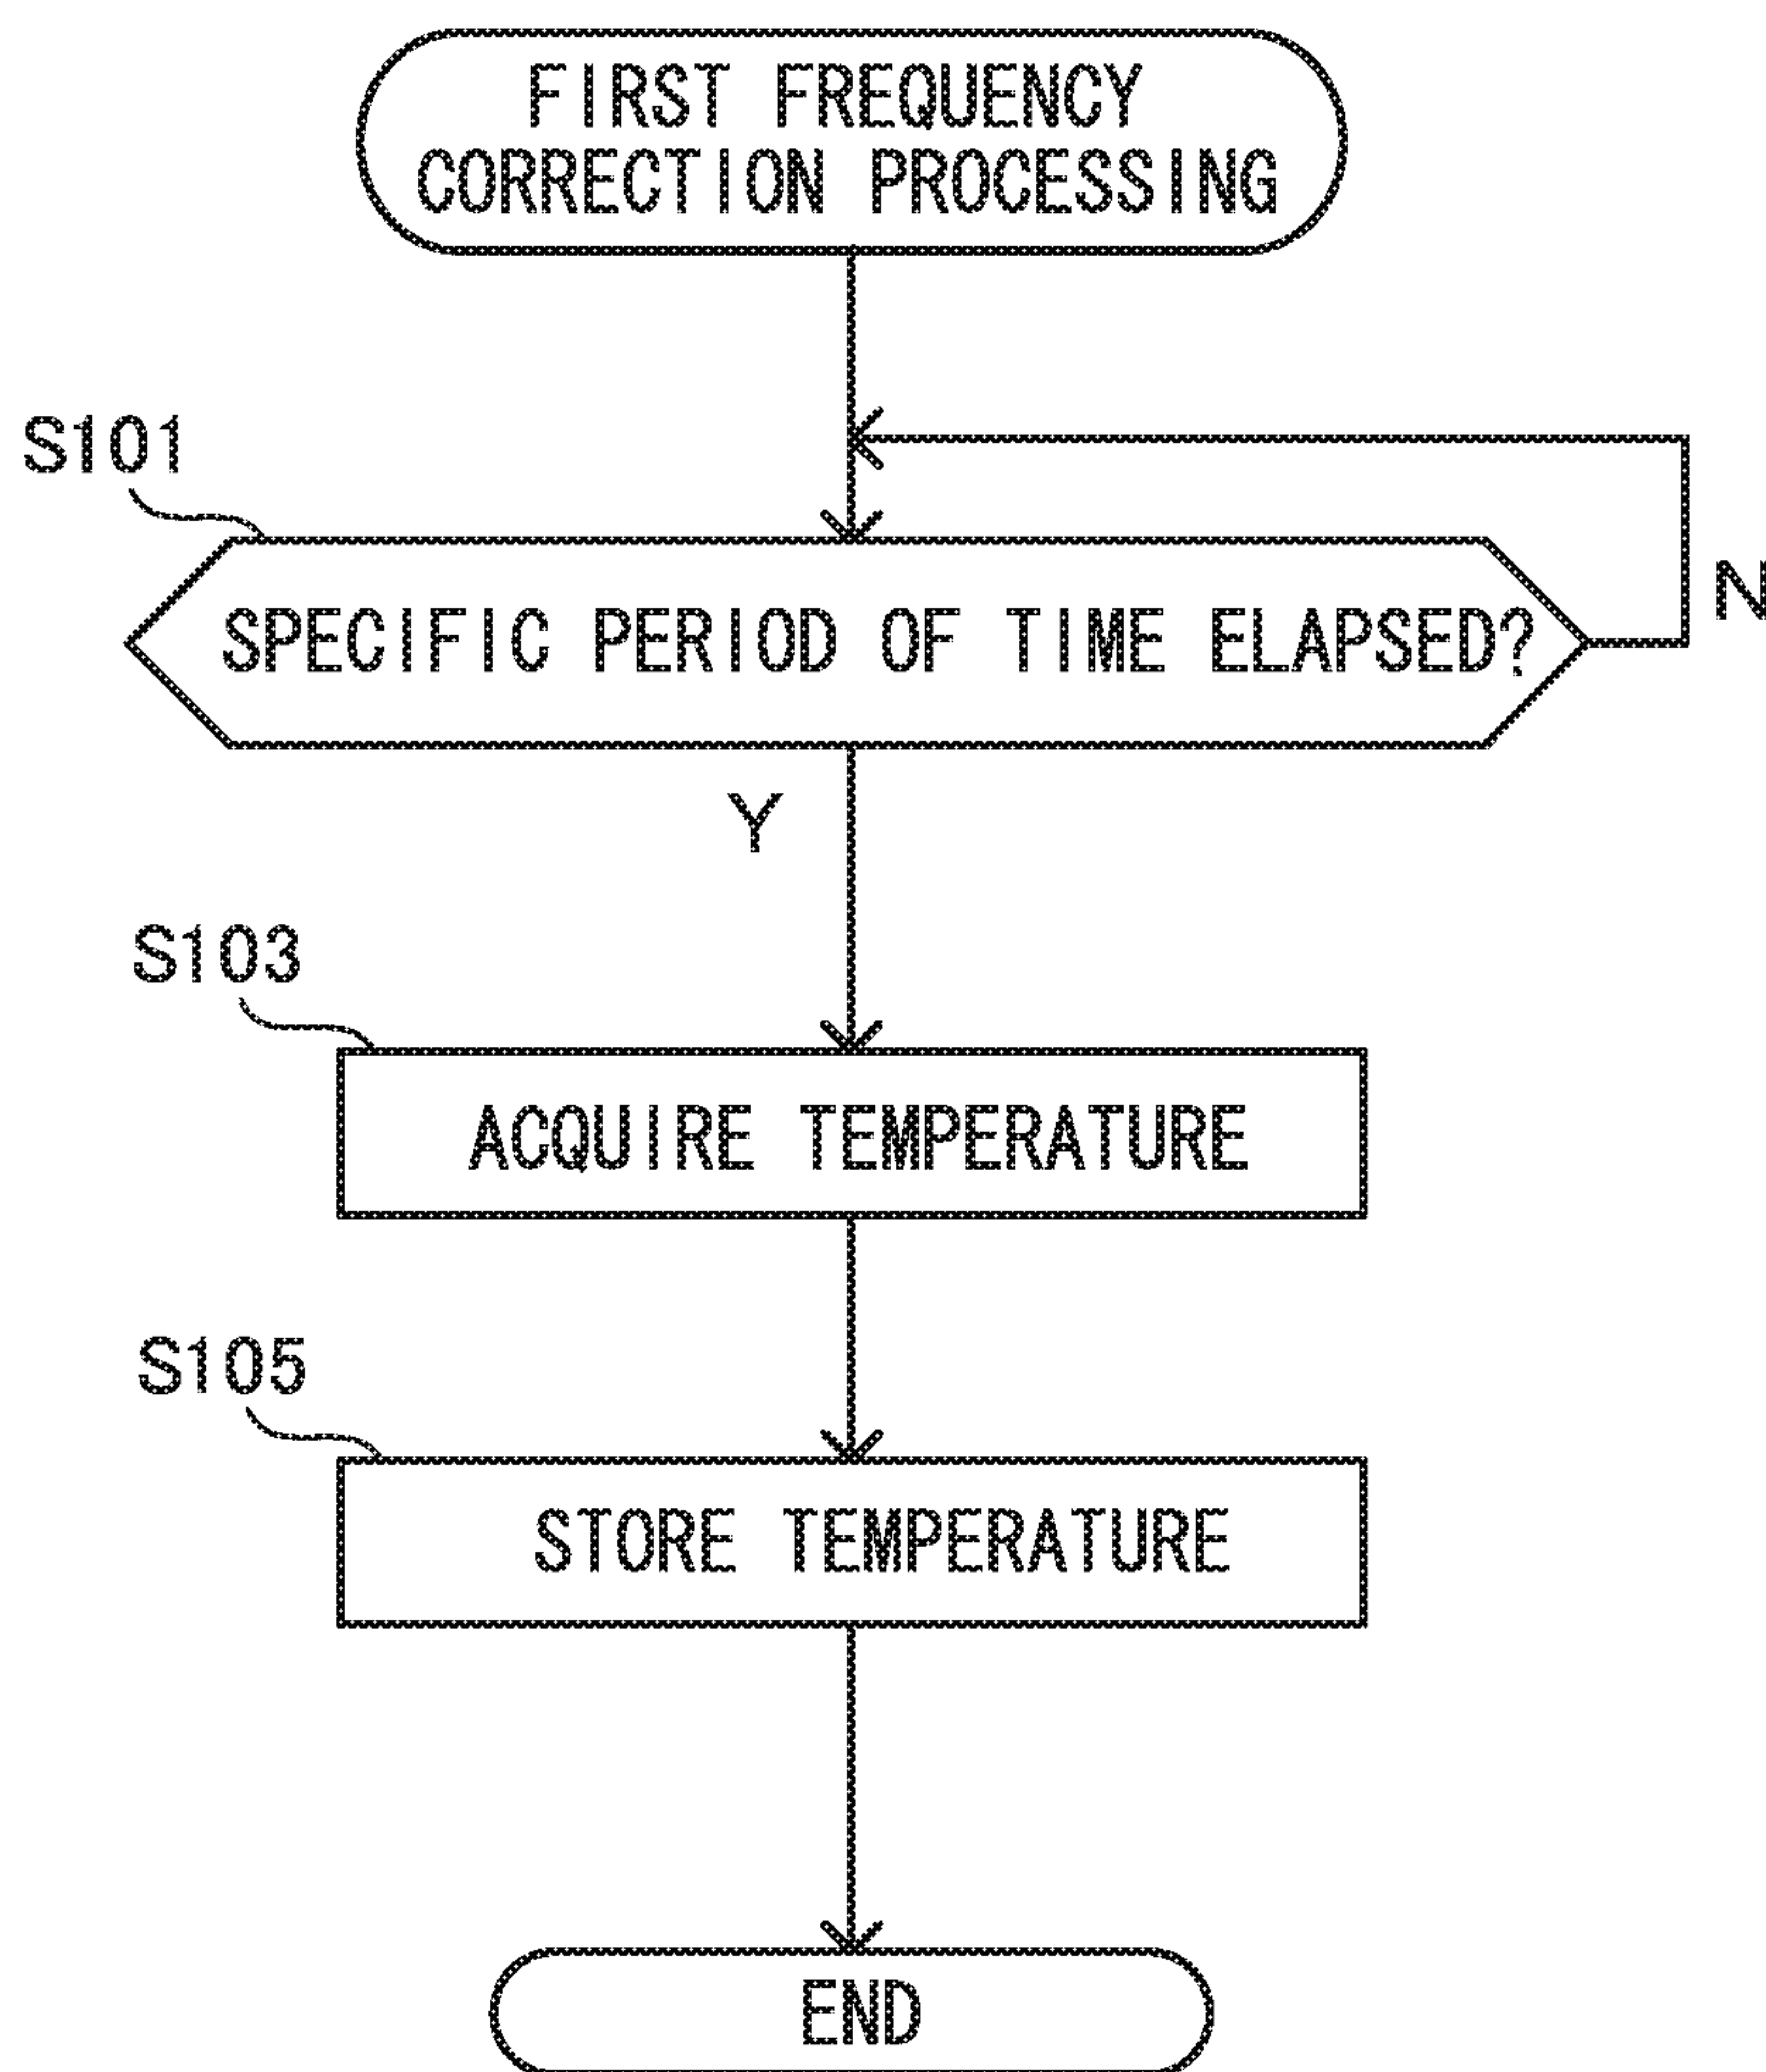 FIRST FREQUENCY
CORRECTION PROCESSING
S101
SPECIFIC PERIOD OF TIME ELAPSED?
N
Y
S103
ACQUIRE TEMPERATURE
S105
STORE TEMPERATURE
END